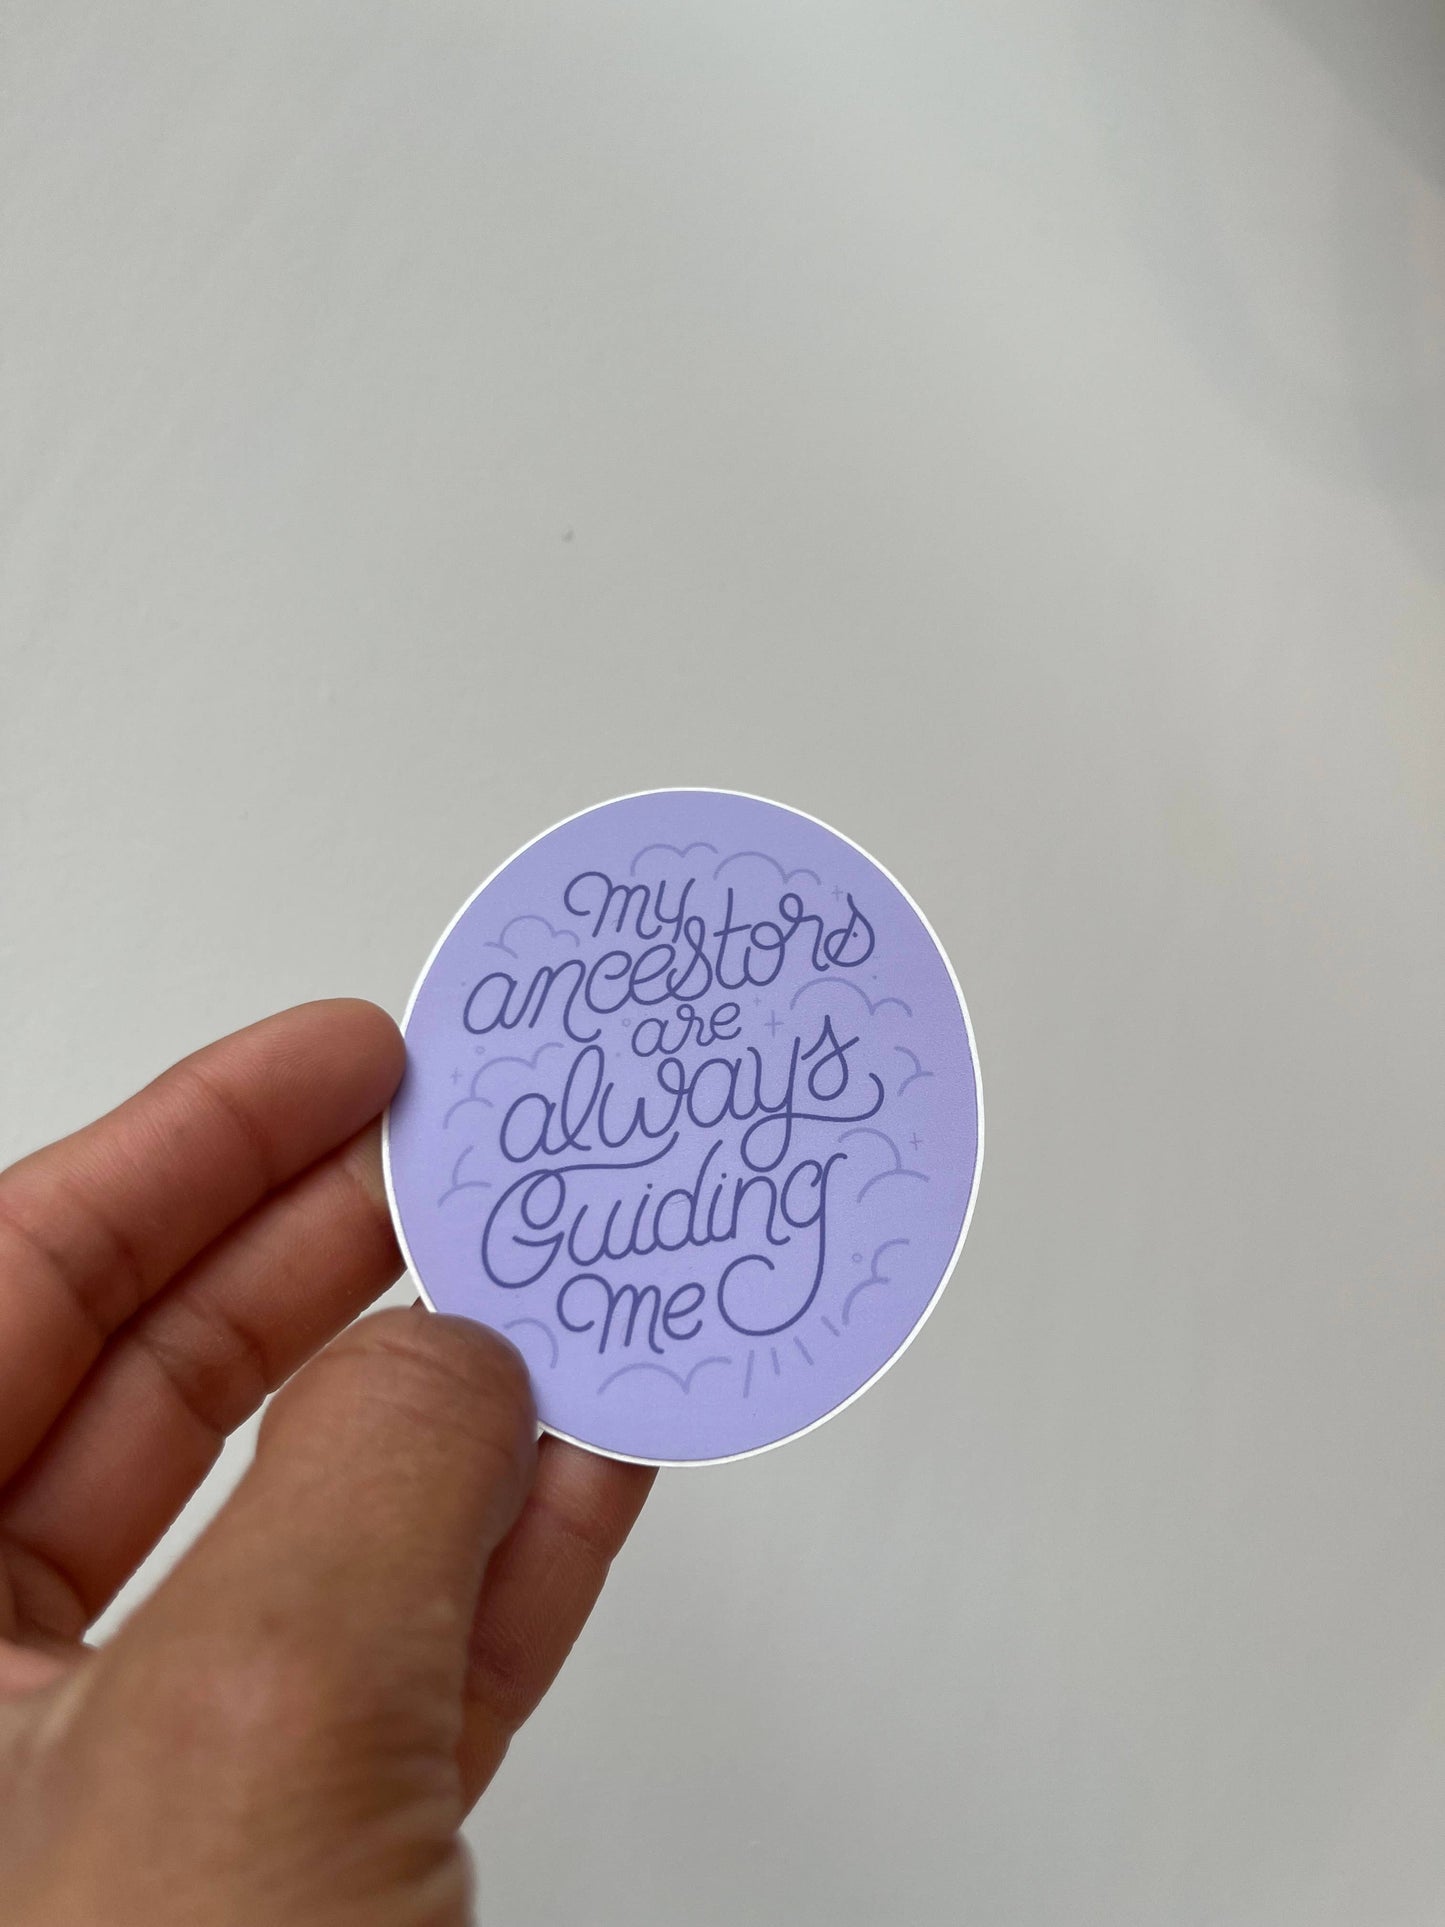 my
ancestors
are
always
Guiding
me